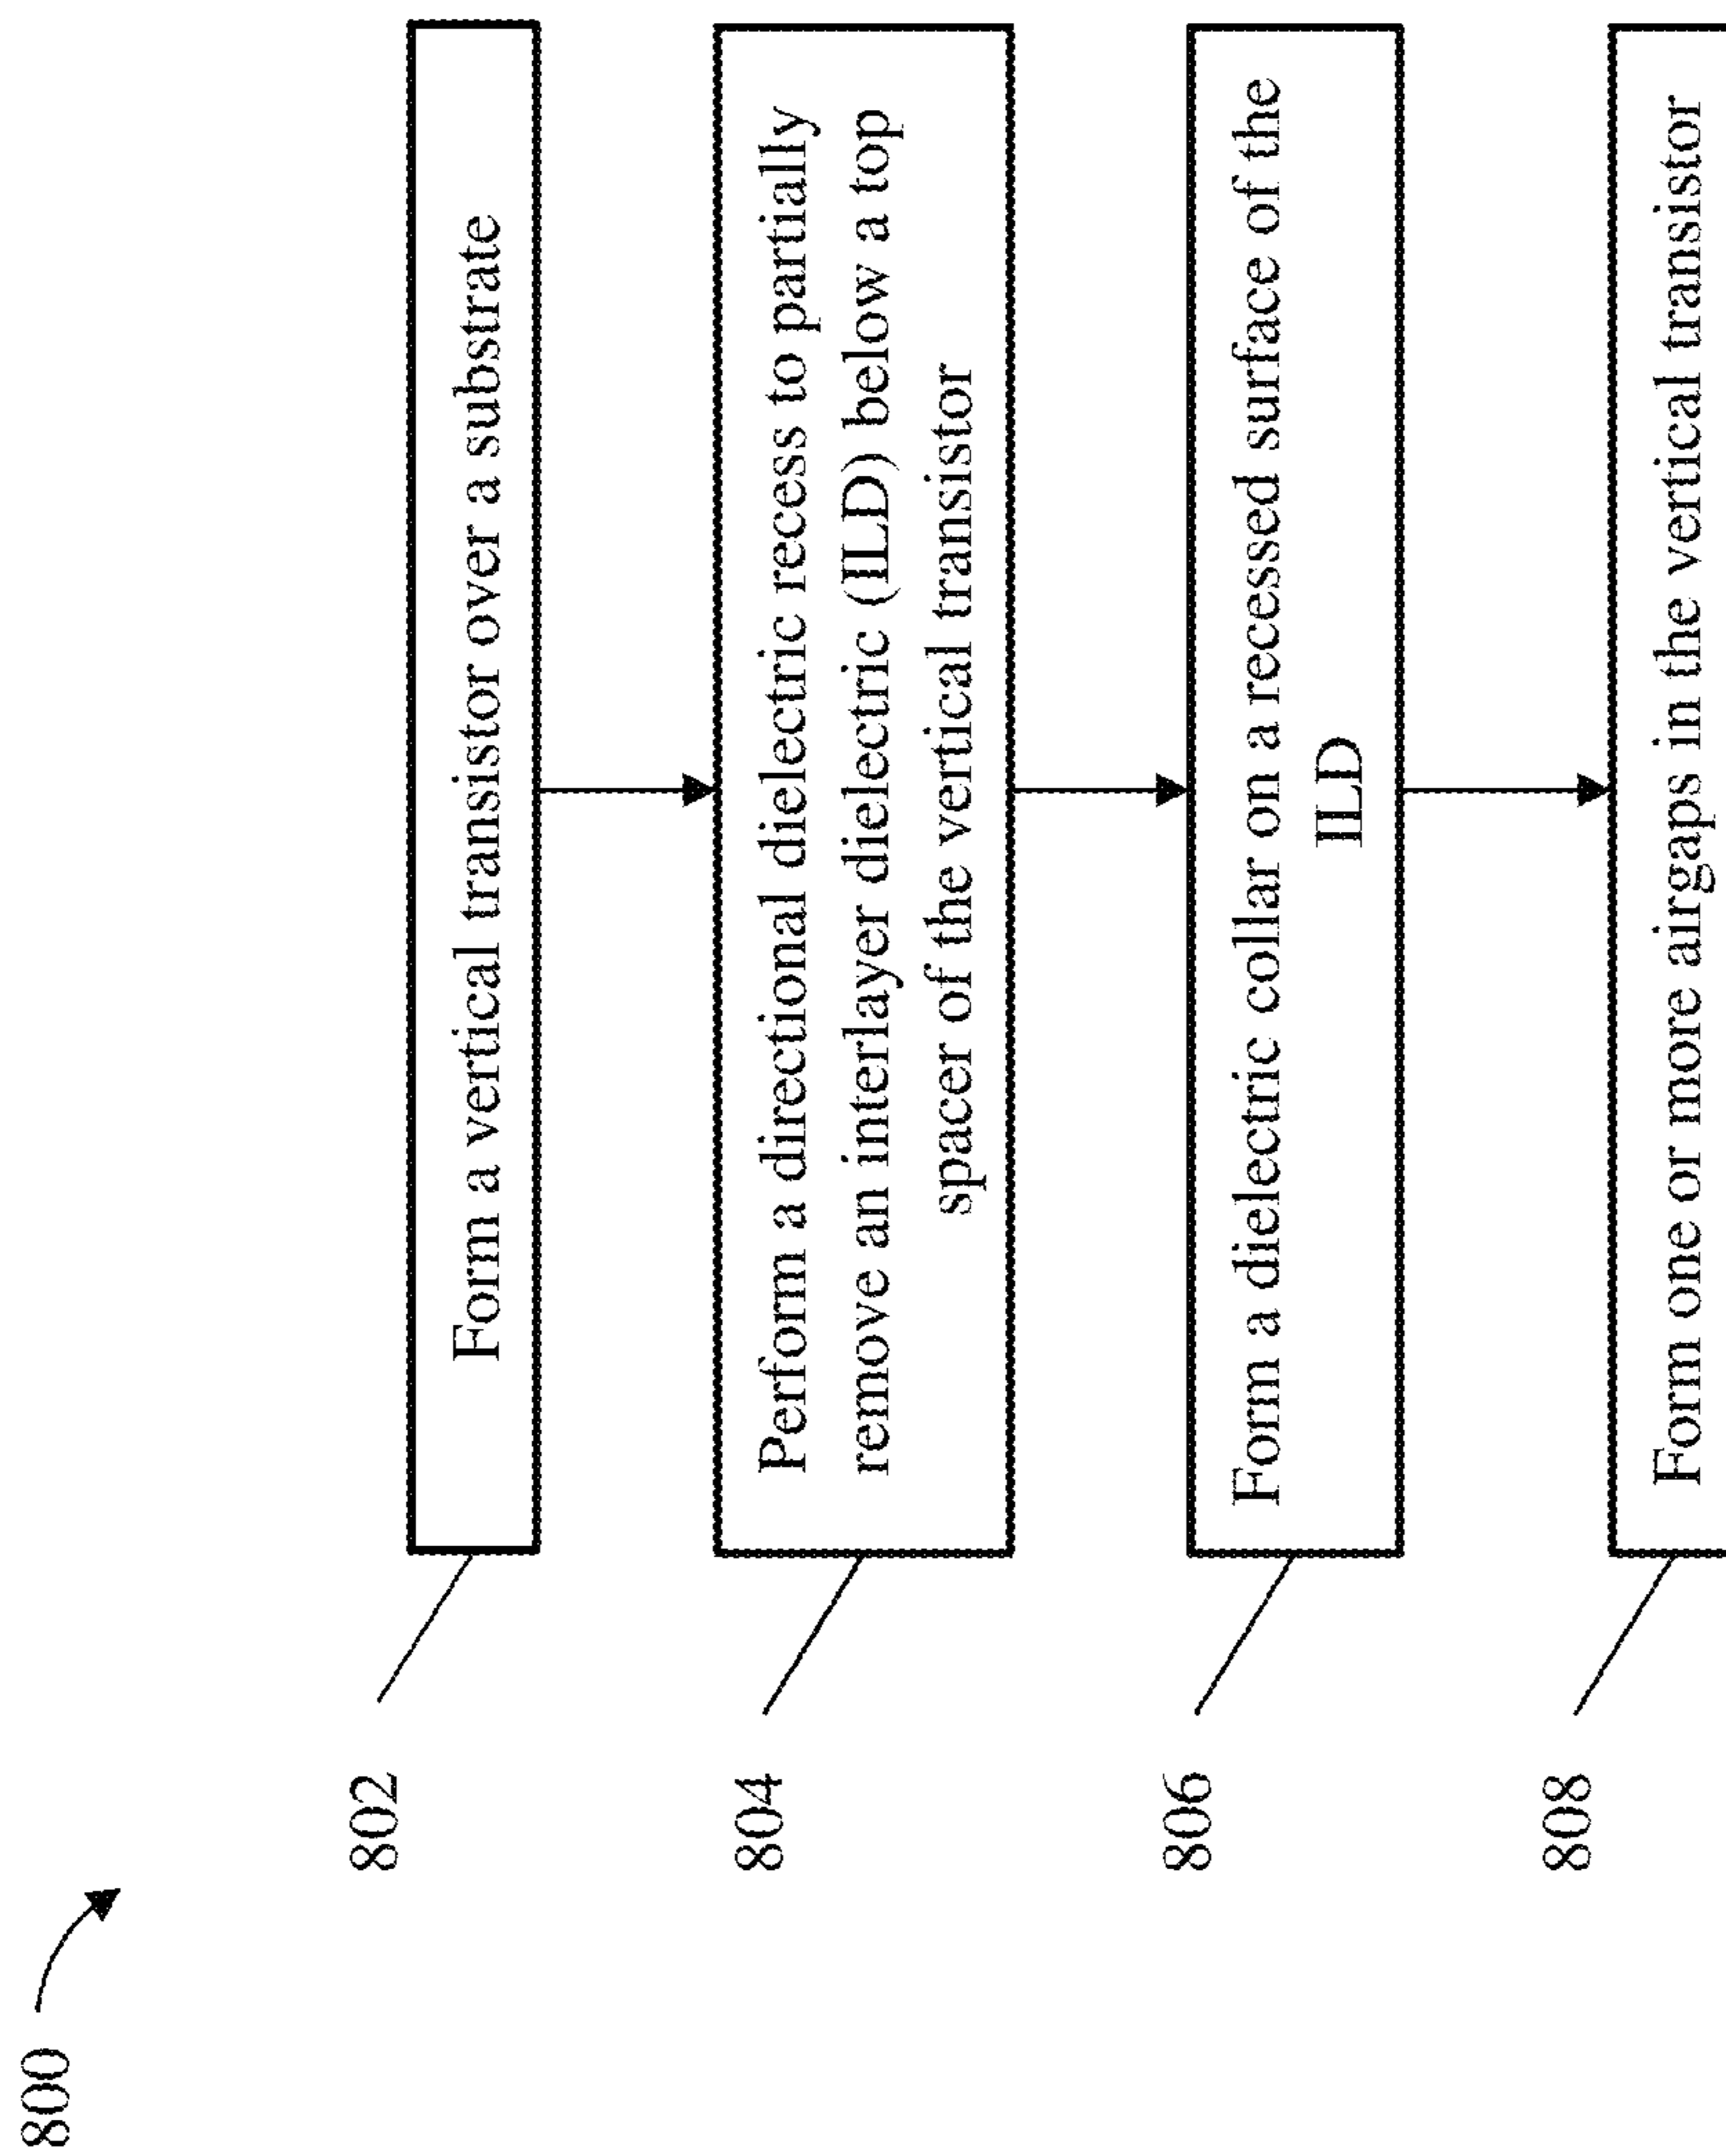 800
802
Form a vertical transistor over a substrate
804
Perform a directional dielectric recess to partially
remove an interlayer dielectric (ILD) below a top
spacer of the vertical transistor
806
Form a dielectric collar on a recessed surface of the
ILD
808
Form one or more airgaps in the vertical transistor